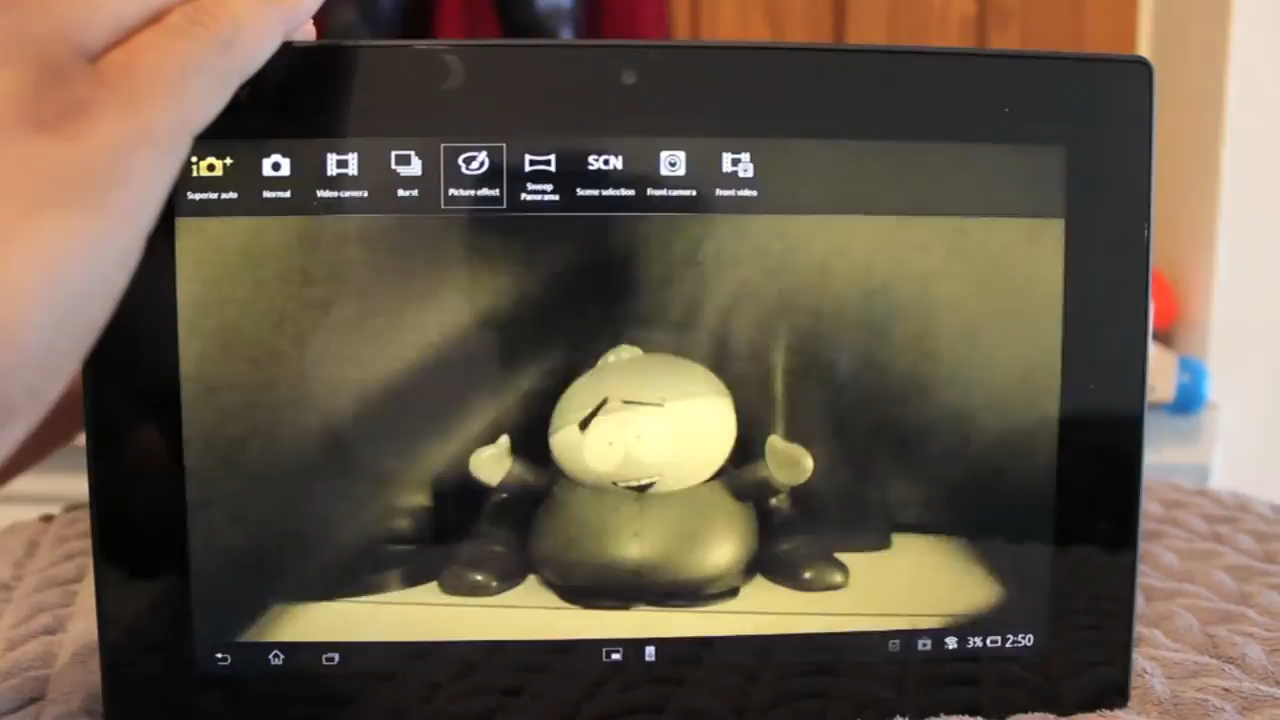 SCN
Superior auto
Normal
Video camera
Burst
Picture effect
Sweep
Panorama
Scene selection
Front camera
Front video
3% 2:50